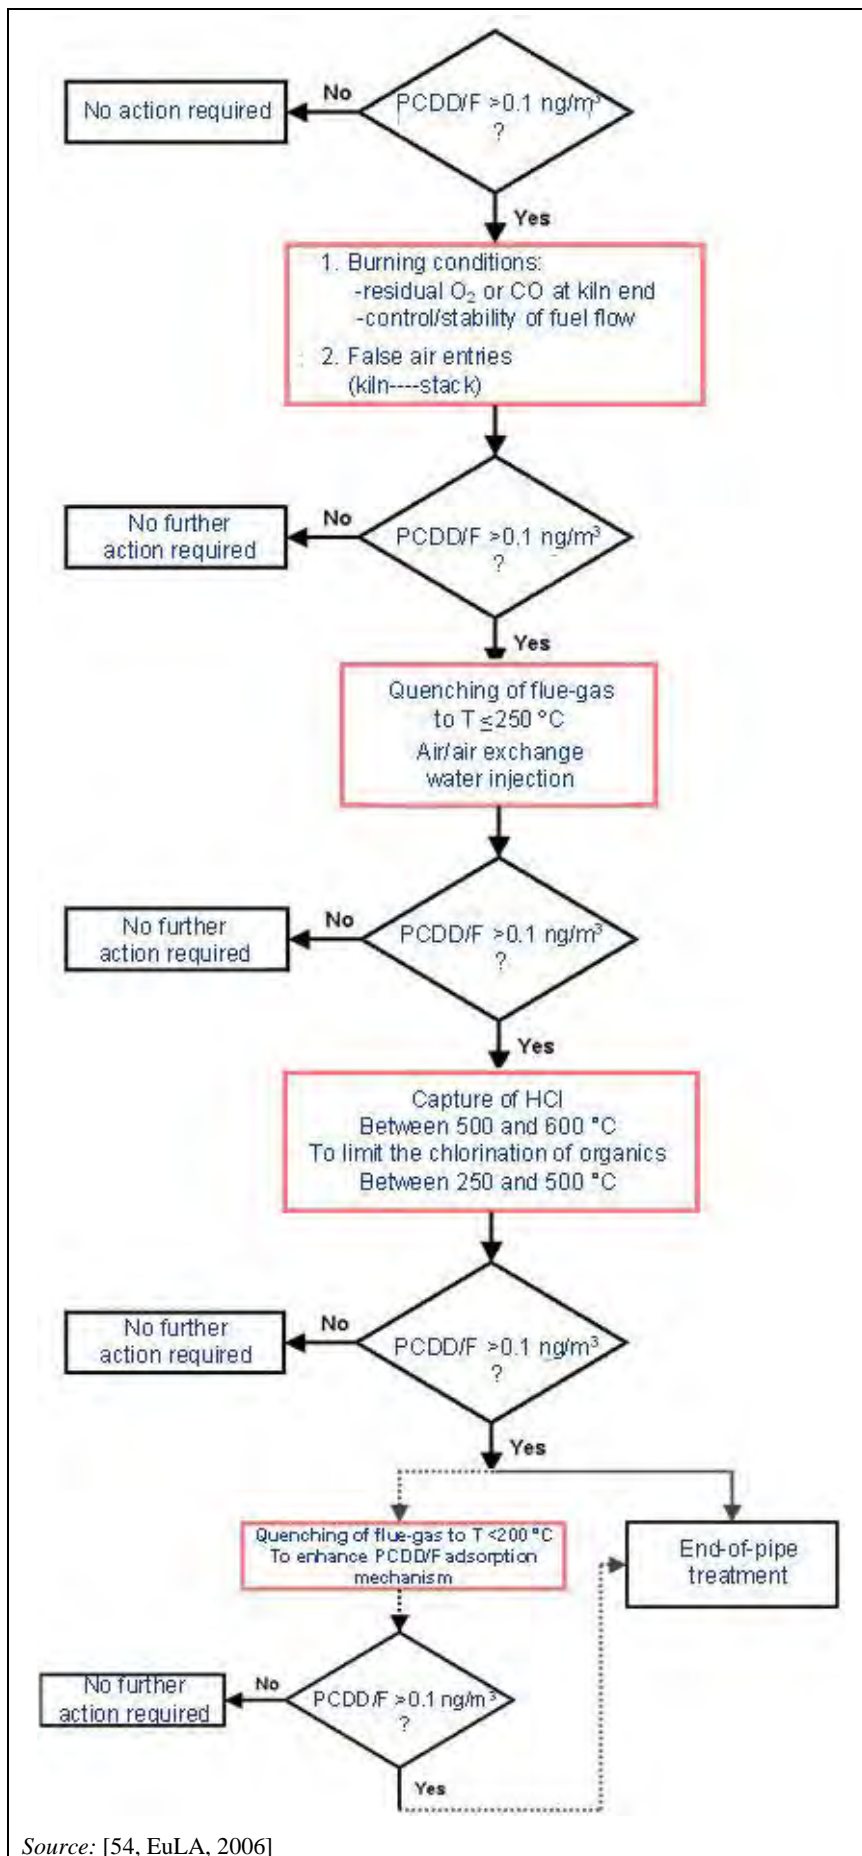 PCDD/F >0.1 ng/m³
?
No
No action required
Yes
1. Burning conditions:
-residual O₂ or CO at kiln end
-control/stability of fuel flow
2. False air entries
(kiln----stack)
PCDD/F >0.1 ng/m³
?
No
No further
action required
Yes
Quenching of flue-gas
to T ≤250 °C
Air/air exchange
water injection
PCDD/F >0.1 ng/m³
?
No
No further
action required
Yes
Capture of HCl
Between 500 and 600 °C
To limit the chlorination of organics
Between 250 and 500 °C
PCDD/F >0.1 ng/m³
?
No
No further
action required
Yes
Quenching of flue-gas to T <200 °C
To enhance PCDD/F adsorption
mechanism
End-of-pipe
treatment
PCDD/F >0.1 ng/m³
?
No
No further
action required
Yes
Source: [54, EuLA, 2006]